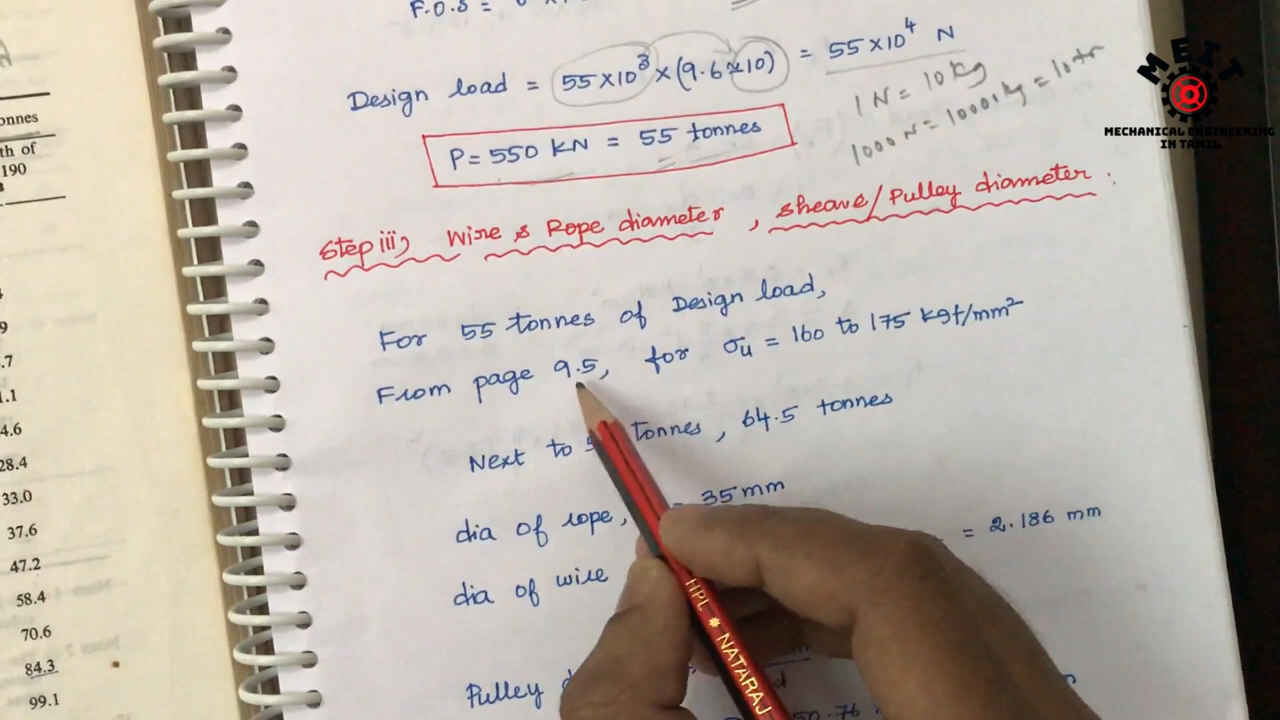 onnes
th of
190
9
.7
1.1
4.6
28.4
33.0
37.6
47.2
58.4
70.6
84.3
99.1
F.O.S =
Design load = 55×10³ × (9.6≈10) = 55×10⁴ N
1 N = 10 kg
P = 550 KN = 55 tonnes
Step iii) Wire & Rope diameter, Sheave/Pulley diameter.
For 55 tonnes of Design load,
From page 9.5, for σu = 160 to 175 kgf/mm²
Next to tonnes, 64.5 tonnes
dia of rope, 35 mm
dia of wire = 2.186 mm
Pulley
50.76
MEIT
MECHANICAL ENGINEERING
IN TAMIL
HPL * NATARAJ